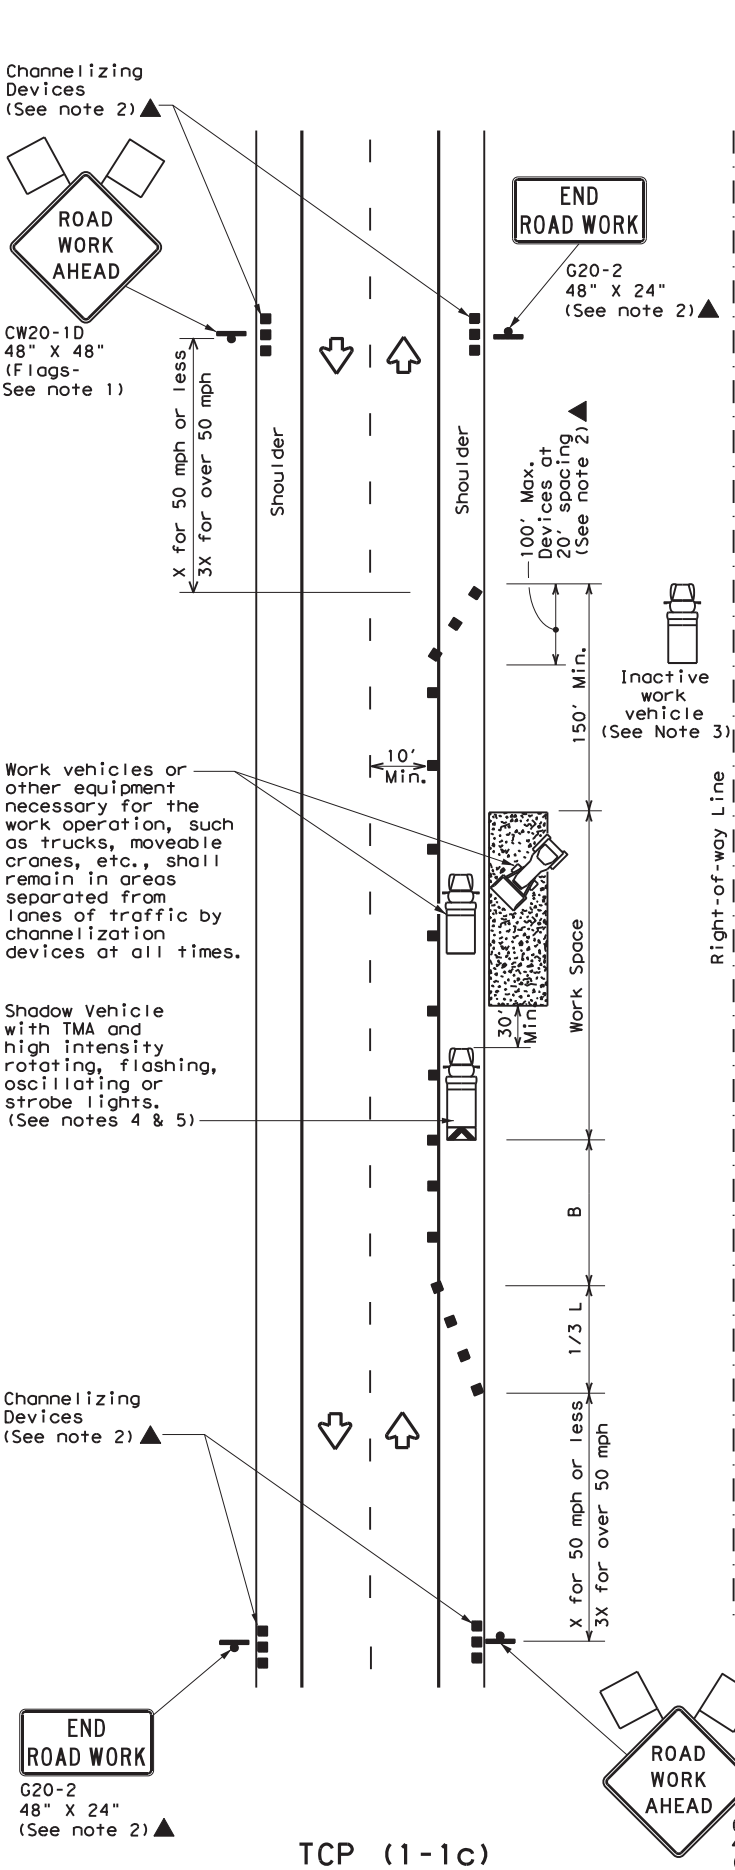 Channelizing
Devices
(See note 2)
ROAD
WORK
AHEAD
CW20-1D
48" X 48"
(Flags-
See note 1)
END
ROAD WORK
G20-2
48" X 24"
(See note 2)
X for 50 mph or less
3X for over 50 mph
Shoulder
Shoulder
100' Max.
Devices at
20' spacing
(See note 2)
150' Min.
Inactive
work
vehicle
(See Note 3)
Right-of-way Line
10'
Min.
Work vehicles or
other equipment
necessary for the
work operation, such
as trucks, moveable
cranes, etc., shall
remain in areas
separated from
lanes of traffic by
channelization
devices at all times.
Work Space
30'
Min.
Shadow Vehicle
with TMA and
high intensity
rotating, flashing,
oscillating or
strobe lights.
(See notes 4 & 5)
B
1/3 L
Channelizing
Devices
(See note 2)
X for 50 mph or less
3X for over 50 mph
END
ROAD WORK
G20-2
48" X 24"
(See note 2)
ROAD
WORK
AHEAD
TCP (1-1c)